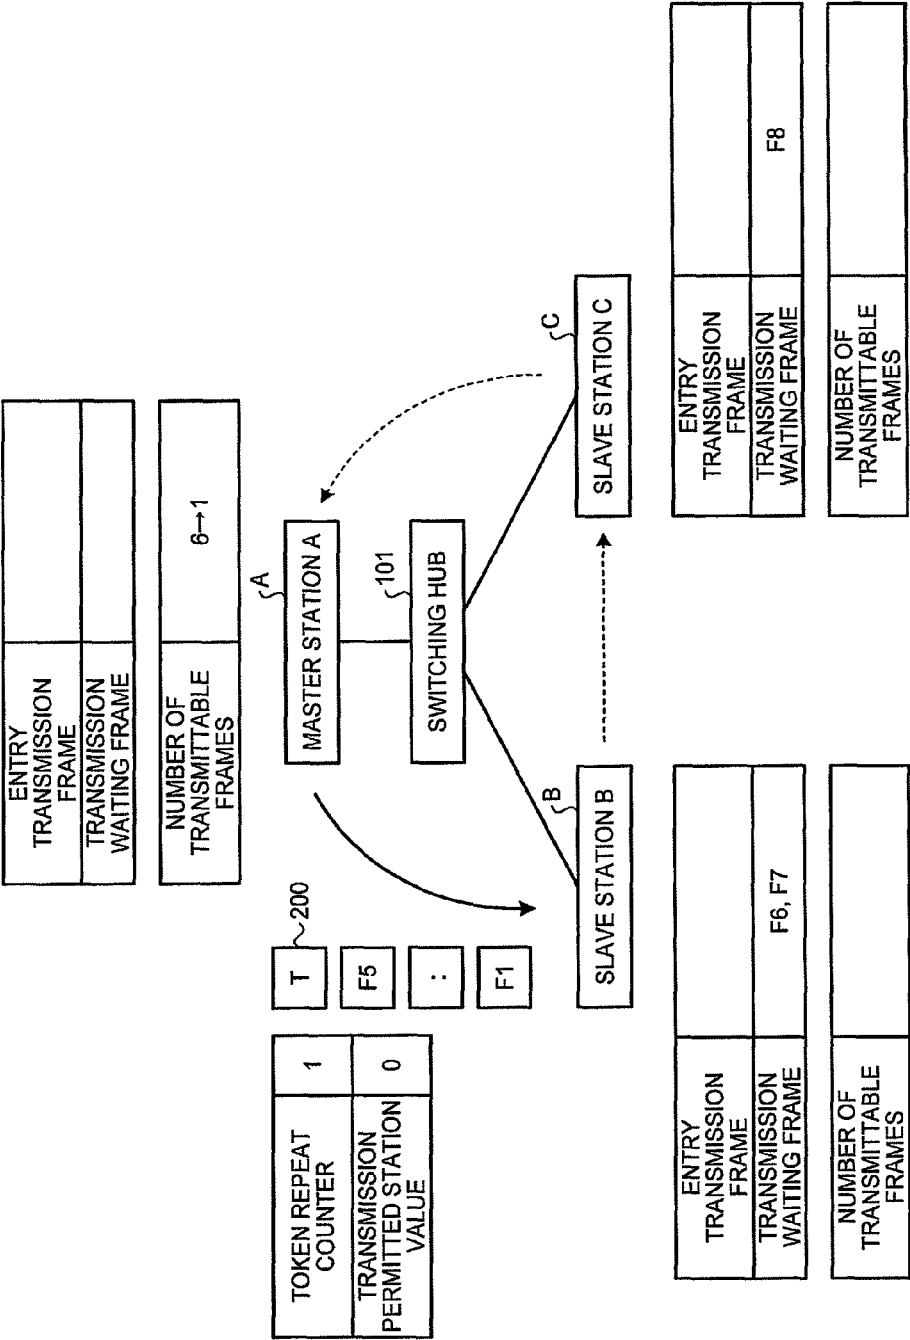 ENTRY
TRANSMISSION
FRAME
TRANSMISSION
WAITING FRAME
NUMBER OF
TRANSMITTABLE
FRAMES
6→1
TOKEN REPEAT
COUNTER
1
TRANSMISSION
PERMITTED STATION
VALUE
0
T
200
F5
:
F1
A
MASTER STATION A
101
SWITCHING HUB
B
SLAVE STATION B
C
SLAVE STATION C
ENTRY
TRANSMISSION
FRAME
TRANSMISSION
WAITING FRAME
F6, F7
NUMBER OF
TRANSMITTABLE
FRAMES
ENTRY
TRANSMISSION
FRAME
TRANSMISSION
WAITING FRAME
F8
NUMBER OF
TRANSMITTABLE
FRAMES